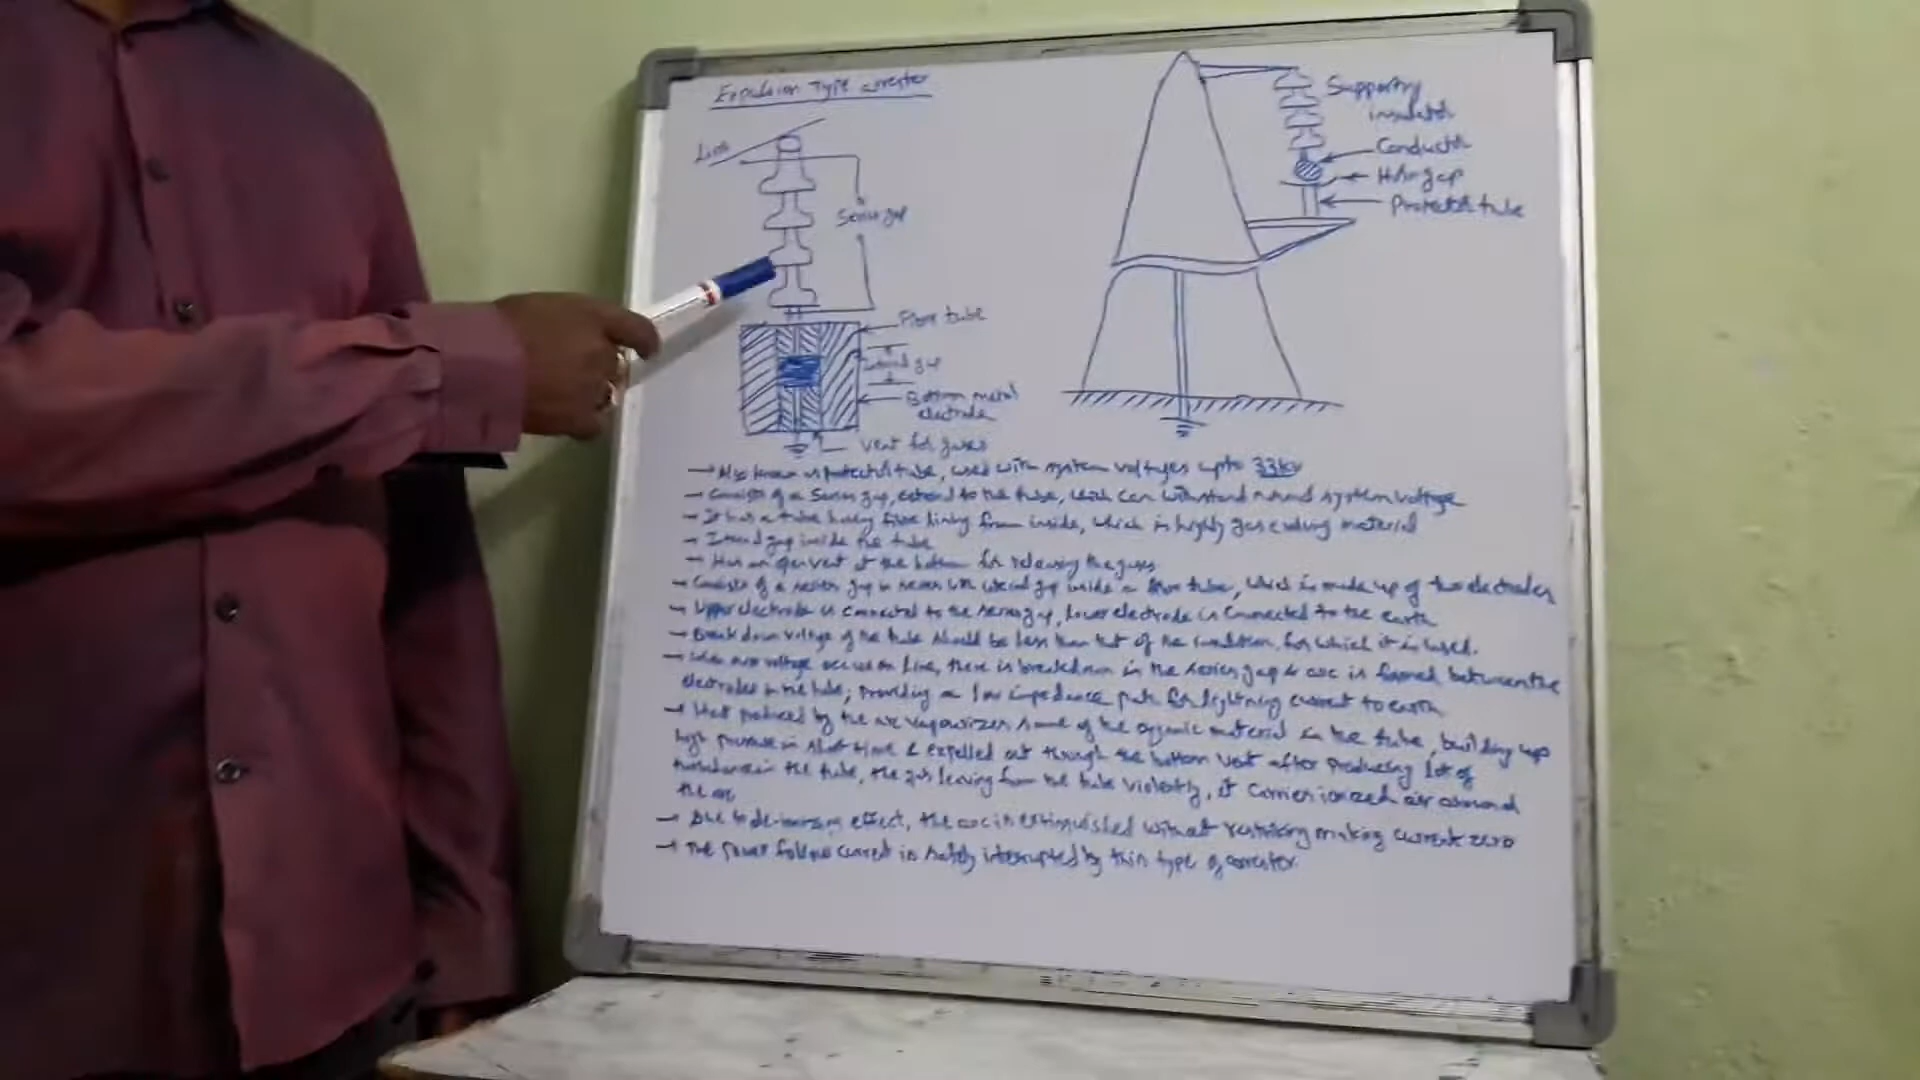 Expulsion Type arrester
Line
Series gap
Fibre tube
Internal gap
Bottom metal
electrode
vent for gases
Supporting
insulator
Conductor
Horn gap
Protector tube
→ Also known as protector tube, used with system voltages upto 33kv
→ Consists of a Series gap, external to the tube, which can withstand normal system voltage
→ It has a tube having fibre lining from inside, which is highly gas evolving material
→ Internal gap inside the tube
→ Has an open vent at the bottom for releasing the gases
→ Consists of a series gap in series with internal gap inside a fibre tube, which is made up of two electrodes
→ Upper electrode is connected to the series gap, lower electrode is connected to the earth
→ Breakdown voltage of the tube should be less than that of the insulation, for which it is used.
→ When over voltage occurs on line, there is breakdown in the series gap & arc is formed between the
electrodes in the tube; providing a low impedance path for lightning current to earth
→ Heat produced by the arc vapourizes some of the organic material in the tube, building up
high pressure in short time & expelled out through the bottom vent after producing lot of
turbulence in the tube, the gas leaving from the tube violently, it carries ionized air around
the arc
→ Due to de-ionizing effect, the arc is extinguished without restriking making current zero
→ The power follow current is safely interrupted by this type of arrester